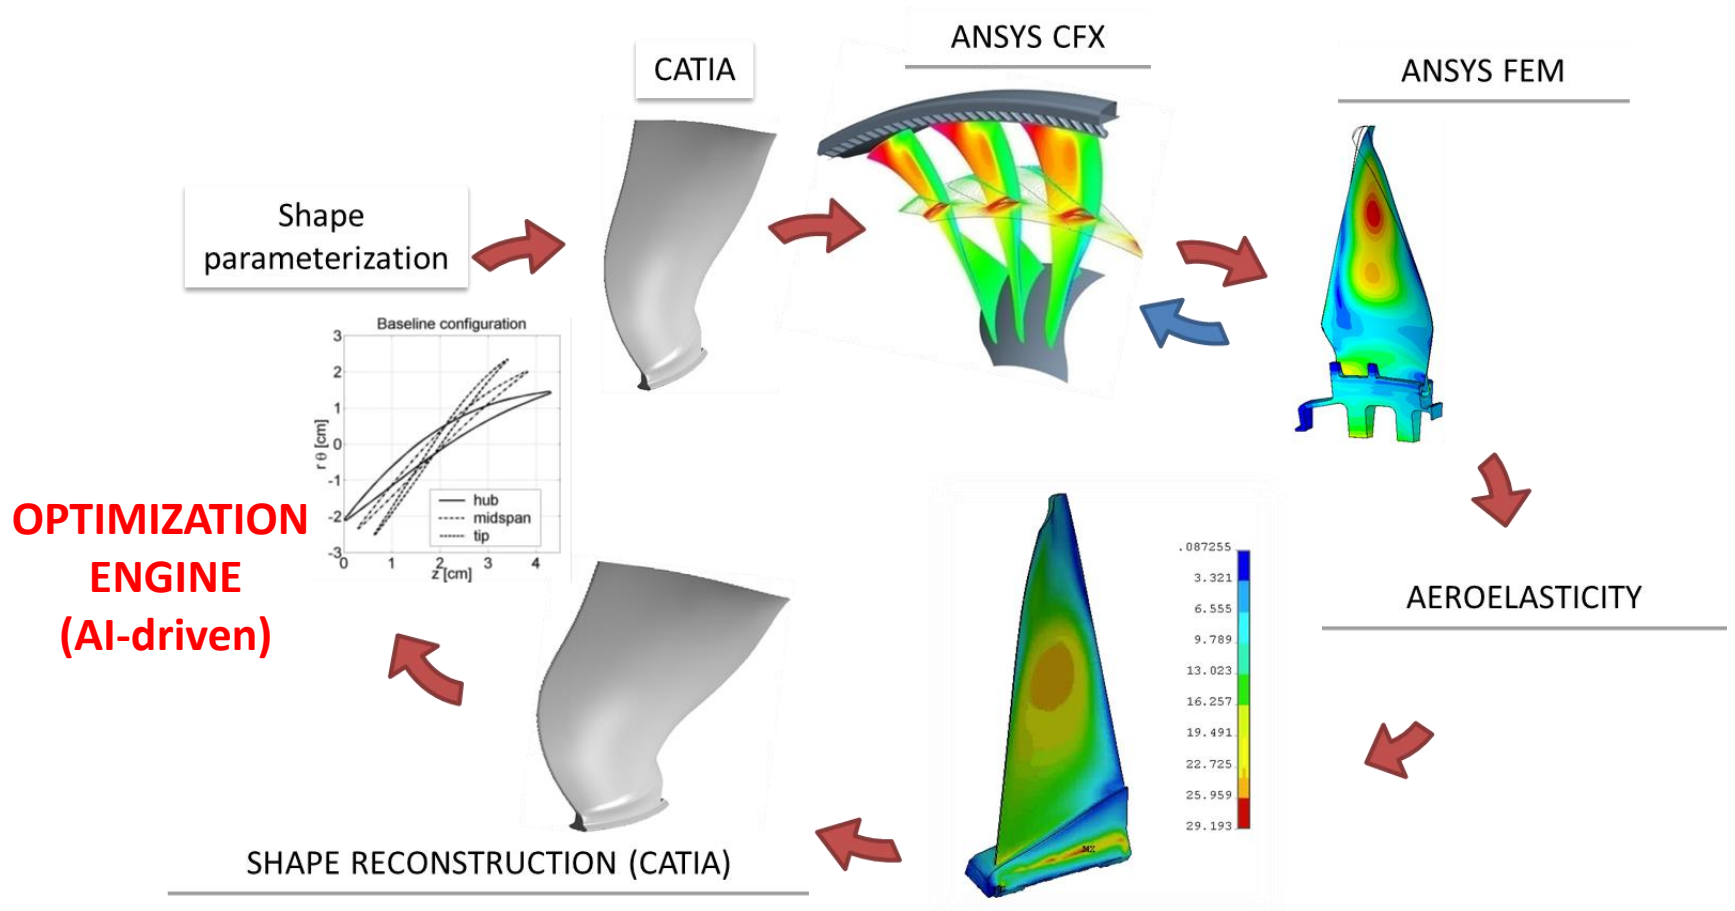 CATIA
ANSYS CFX
ANSYS FEM
Shape
parameterization
Baseline configuration
3
2
1
0
-1
-2
-3
r θ [cm]
hub
midspan
tip
0
1
2
3
4
z [cm]
OPTIMIZATION
ENGINE
(AI-driven)
.087255
3.321
6.555
9.789
13.023
16.257
19.491
22.725
25.959
29.193
MX
AEROELASTICITY
SHAPE RECONSTRUCTION (CATIA)